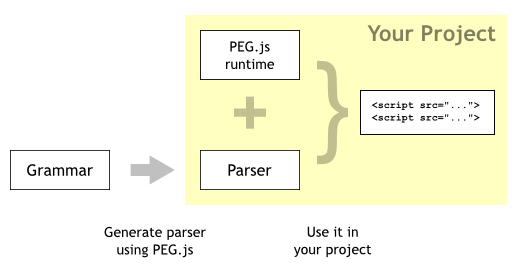 Your Project
PEG.js
runtime
<script src="...">
<script src="...">
Grammar
Parser
Generate parser
using PEG.js
Use it in
your project